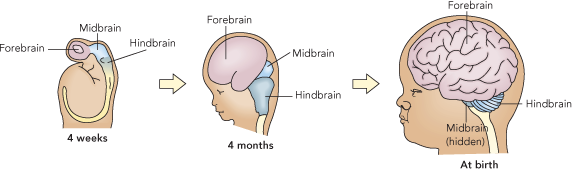 Forebrain
Midbrain
Hindbrain
4 weeks
Forebrain
Midbrain
Hindbrain
4 months
Forebrain
Hindbrain
Midbrain
(hidden)
At birth